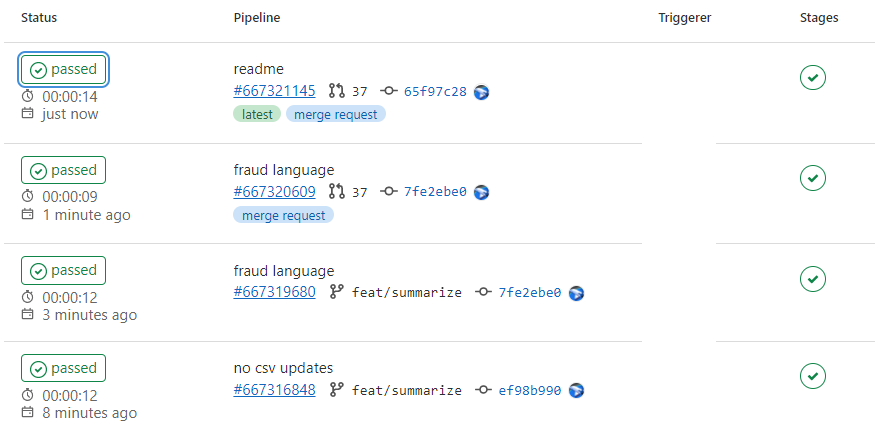 Status Pipeline Triggerer Stages
passed readme
00:00:14 #667321145 37 65f97c28
just now latest merge request
passed fraud language
00:00:09 #667320609 37 7fe2ebe0
1 minute ago merge request
passed fraud language
00:00:12 #667319680 feat/summarize 7fe2ebe0
3 minutes ago
passed no csv updates
00:00:12 #667316848 feat/summarize ef98b990
8 minutes ago